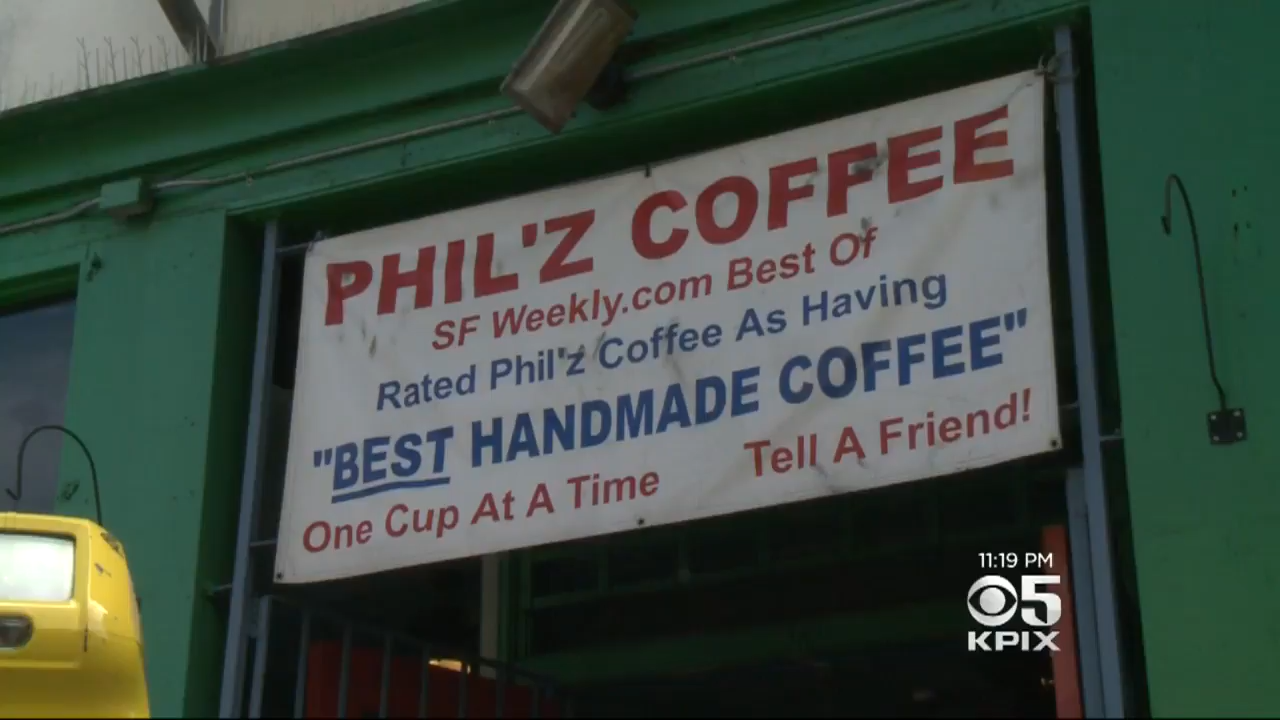 PHIL'Z COFFEE
SF Weekly.com Best Of
Rated Phil'z Coffee As Having
"BEST HANDMADE COFFEE"
One Cup At A Time Tell A Friend!
11:19 PM
5
KPIX